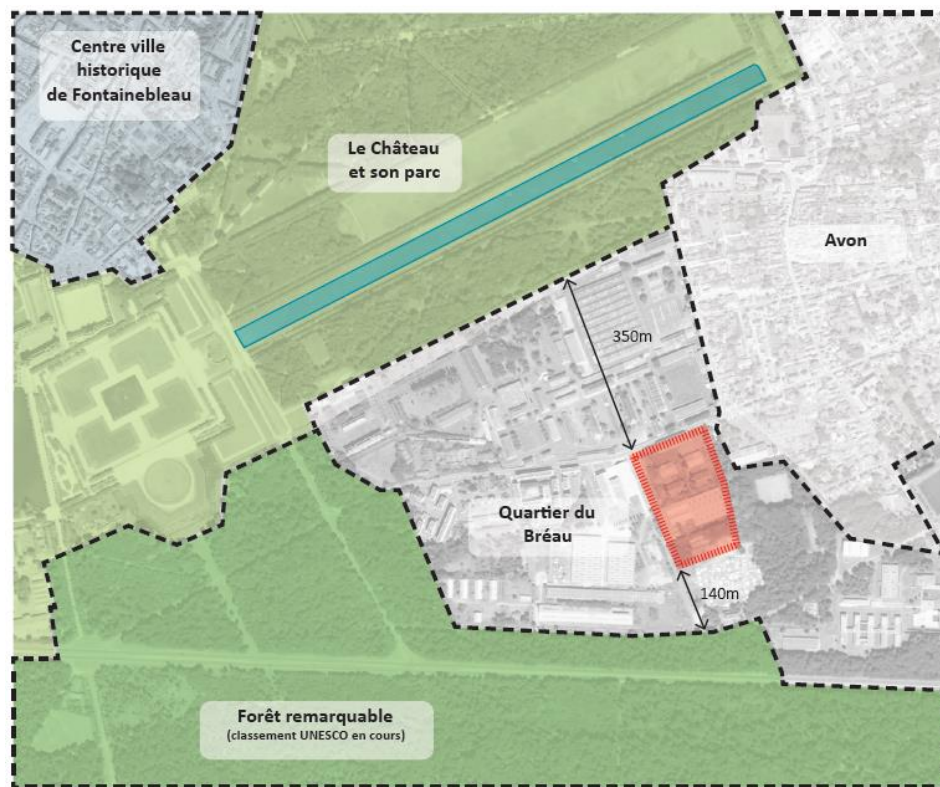 Centre ville
historique
de Fontainebleau
Le Château
et son parc
Avon
350m
Quartier du
Bréau
140m
Forêt remarquable
(classement UNESCO en cours)